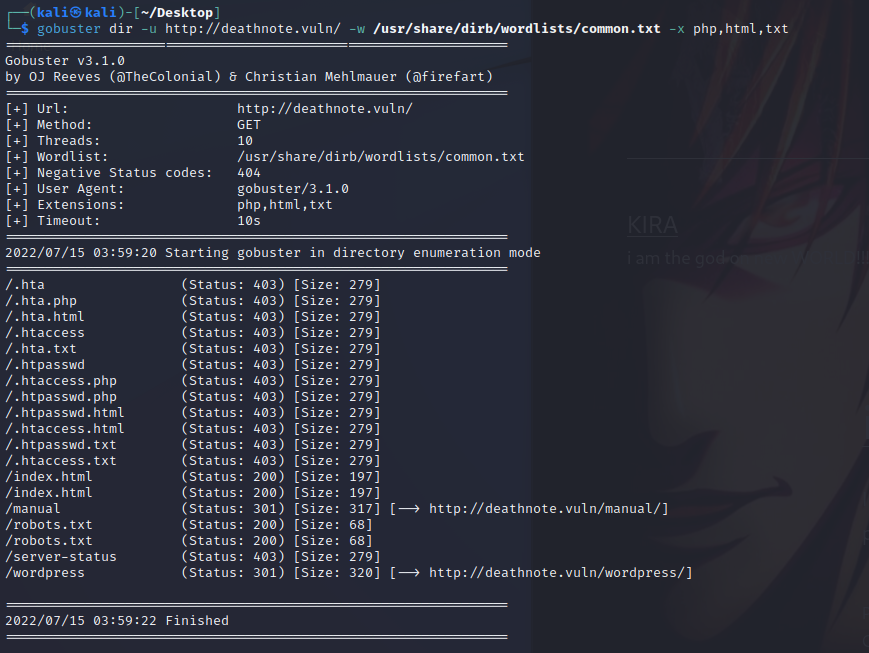 ┌──(kali㉿kali)-[~/Desktop]
└─$ gobuster dir -u http://deathnote.vuln/ -w /usr/share/dirb/wordlists/common.txt -x php,html,txt
===============================================================
Gobuster v3.1.0
by OJ Reeves (@TheColonial) & Christian Mehlmauer (@firefart)
===============================================================
[+] Url:                     http://deathnote.vuln/
[+] Method:                  GET
[+] Threads:                 10
[+] Wordlist:                /usr/share/dirb/wordlists/common.txt
[+] Negative Status codes:   404
[+] User Agent:              gobuster/3.1.0
[+] Extensions:              php,html,txt
[+] Timeout:                 10s
===============================================================
2022/07/15 03:59:20 Starting gobuster in directory enumeration mode
===============================================================
/.hta                 (Status: 403) [Size: 279]
/.hta.php             (Status: 403) [Size: 279]
/.hta.html            (Status: 403) [Size: 279]
/.htaccess            (Status: 403) [Size: 279]
/.hta.txt             (Status: 403) [Size: 279]
/.htpasswd            (Status: 403) [Size: 279]
/.htaccess.php        (Status: 403) [Size: 279]
/.htpasswd.php        (Status: 403) [Size: 279]
/.htpasswd.html       (Status: 403) [Size: 279]
/.htaccess.html       (Status: 403) [Size: 279]
/.htpasswd.txt        (Status: 403) [Size: 279]
/.htaccess.txt        (Status: 403) [Size: 279]
/index.html           (Status: 200) [Size: 197]
/index.html           (Status: 200) [Size: 197]
/manual               (Status: 301) [Size: 317] [--> http://deathnote.vuln/manual/]
/robots.txt           (Status: 200) [Size: 68]
/robots.txt           (Status: 200) [Size: 68]
/server-status        (Status: 403) [Size: 279]
/wordpress            (Status: 301) [Size: 320] [--> http://deathnote.vuln/wordpress/]
===============================================================
2022/07/15 03:59:22 Finished
===============================================================
KIRA
i am the god